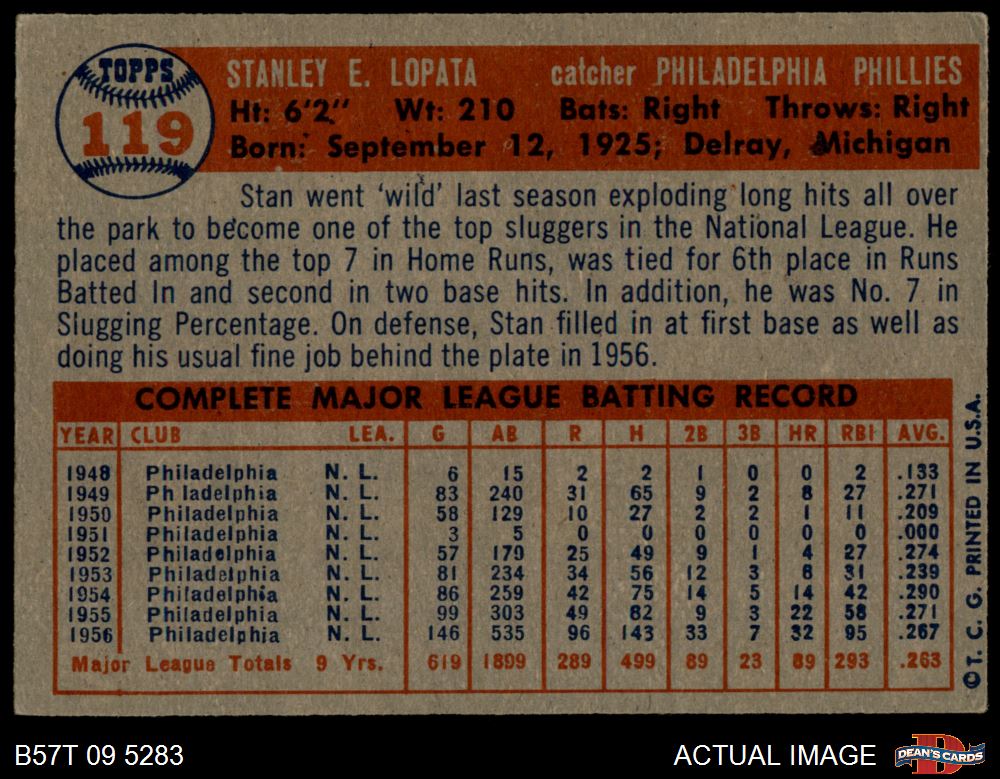 TOPPS
119
STANLEY E. LOPATA catcher PHILADELPHIA PHILLIES
Ht: 6'2" Wt: 210 Bats: Right Throws: Right
Born: September 12, 1925; Delray, Michigan
Stan went 'wild' last season exploding long hits all over
the park to become one of the top sluggers in the National League. He
placed among the top 7 in Home Runs, was tied for 6th place in Runs
Batted In and second in two base hits. In addition, he was No. 7 in
Slugging Percentage. On defense, Stan filled in at first base as well as
doing his usual fine job behind the plate in 1956.
COMPLETE MAJOR LEAGUE BATTING RECORD
YEAR CLUB LEA. G AB R H 2B 3B HR RBI AVG.
1948 Philadelphia N. L. 6 15 2 2 1 0 0 2 .133
1949 Ph ladelphia N. L. 83 240 31 65 9 2 8 27 .271
1950 Philadelphia N. L. 58 129 10 27 2 2 1 11 .209
1951 Philadelphia N. L. 3 5 0 0 0 0 0 0 .000
1952 Philadelphia N. L. 57 179 25 49 9 1 4 27 .274
1953 Philadelphia N. L. 81 234 34 56 12 3 8 31 .239
1954 Philadelphia N. L. 86 259 42 75 14 5 14 42 .290
1955 Philadelphia N. L. 99 303 49 82 9 3 22 58 .271
1956 Philadelphia N. L. 146 535 96 143 33 7 32 95 .267
Major League Totals 9 Yrs. 619 1899 289 499 89 23 89 293 .263
© T. C. G. PRINTED IN U.S.A.
B57T 09 5283 ACTUAL IMAGE
D
DEAN'S CARDS